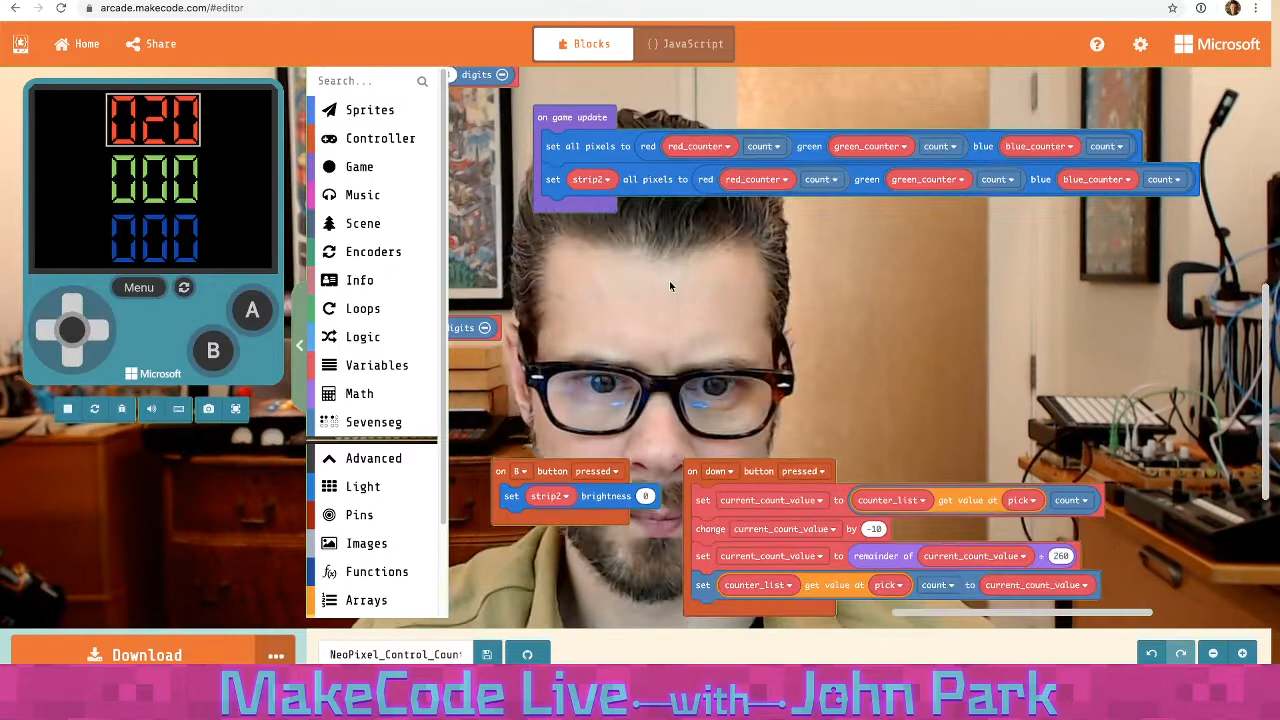 arcade.makecode.com/#editor
Home
Share
Blocks
{} JavaScript
Microsoft
020
000
000
Menu
A
B
Microsoft
Search...
Sprites
Controller
Game
Music
Scene
Encoders
Info
Loops
Logic
Variables
Math
Sevenseg
Advanced
Light
Pins
Images
Functions
Arrays
digits
on game update
set all pixels to red red_counter count green green_counter count blue blue_counter count
set strip2 all pixels to red red_counter count green green_counter count blue blue_counter count
digits
on B button pressed
set strip2 brightness 0
on down button pressed
set current_count_value to counter_list get value at pick count
change current_count_value by -10
set current_count_value to remainder of current_count_value ÷ 260
set counter_list get value at pick count to current_count_value
Download
...
NeoPixel_Control_Coun
MakeCode Live—with—John Park